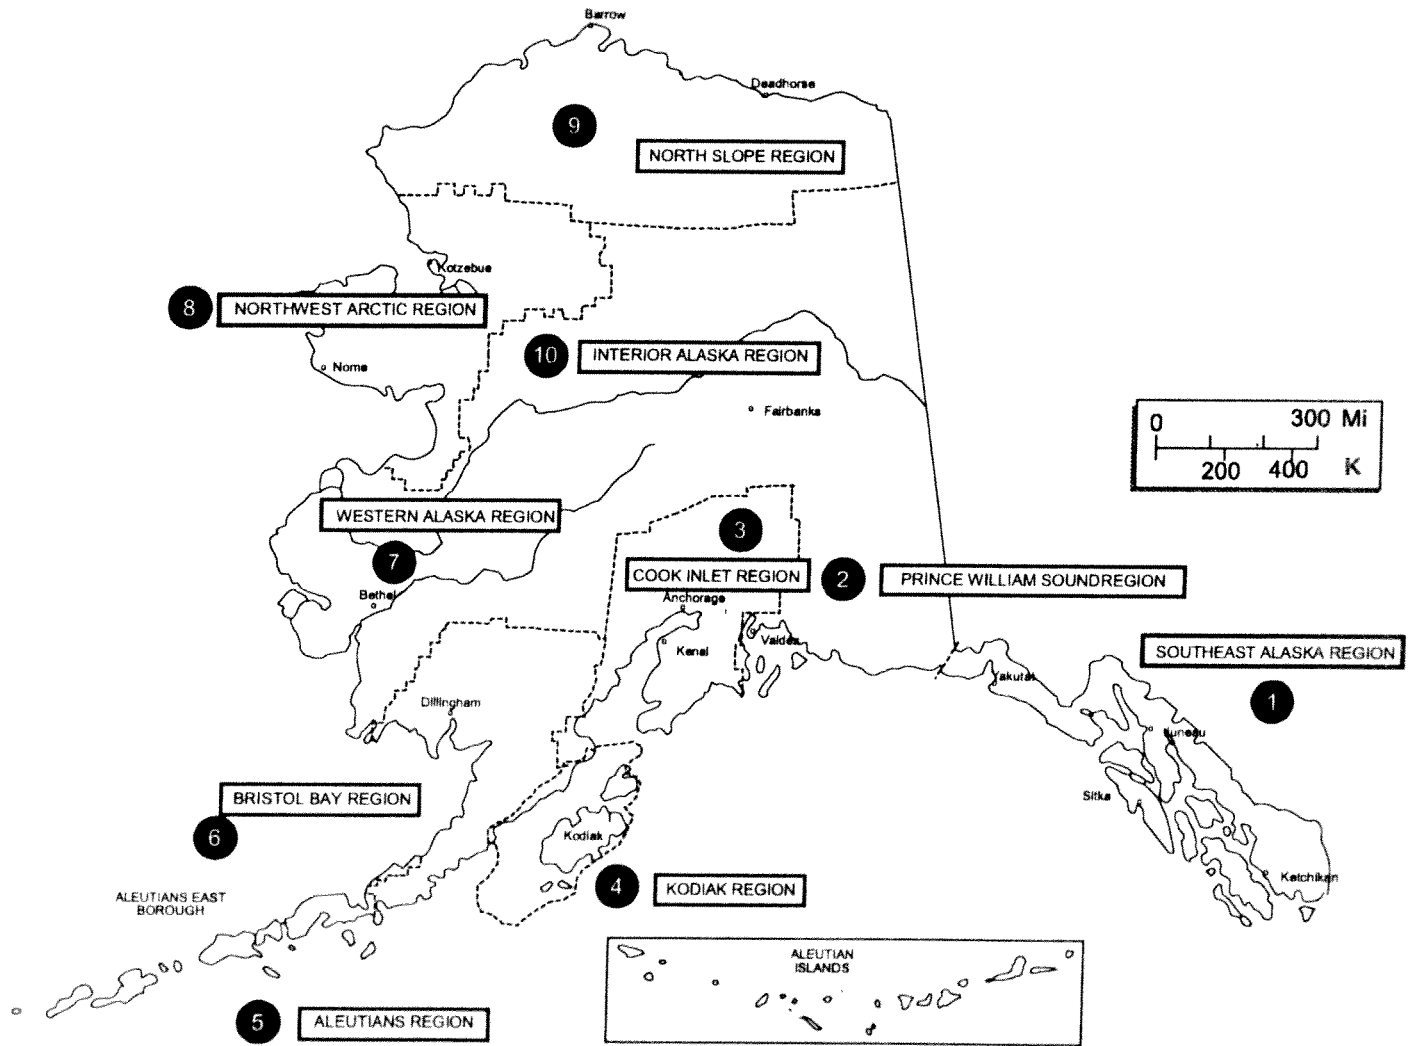 Barrow
Deadhorse
9
NORTH SLOPE REGION
Kotzebue
8
NORTHWEST ARCTIC REGION
10
INTERIOR ALASKA REGION
Nome
Fairbanks
0
300 Mi
200
400
K
WESTERN ALASKA REGION
3
7
COOK INLET REGION
2
PRINCE WILLIAM SOUNDREGION
Bethel
Anchorage
Valdez
Kenai
SOUTHEAST ALASKA REGION
Yakutat
1
Dillingham
Juneau
BRISTOL BAY REGION
Sitka
6
Kodiak
4
KODIAK REGION
Ketchikan
ALEUTIANS EAST
BOROUGH
ALEUTIAN
ISLANDS
5
ALEUTIANS REGION